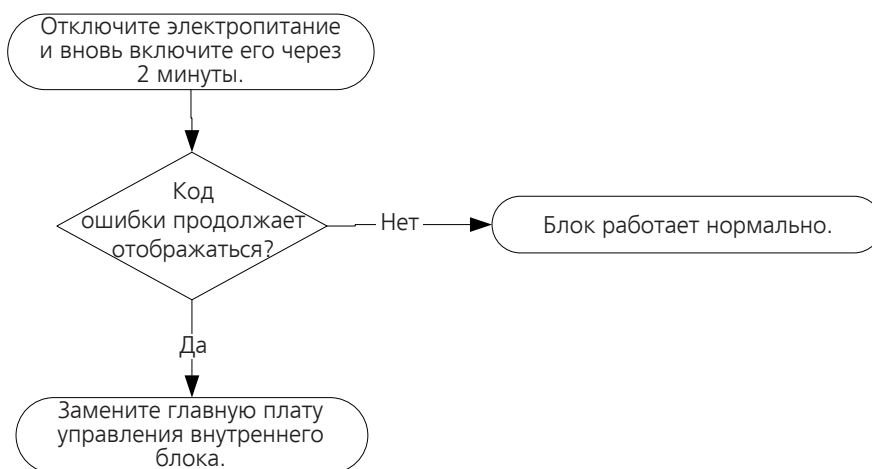 Отключите электропитание
и вновь включите его через
2 минуты.
Код
ошибки продолжает
отображаться?
Нет
Блок работает нормально.
Да
Замените главную плату
управления внутреннего
блока.